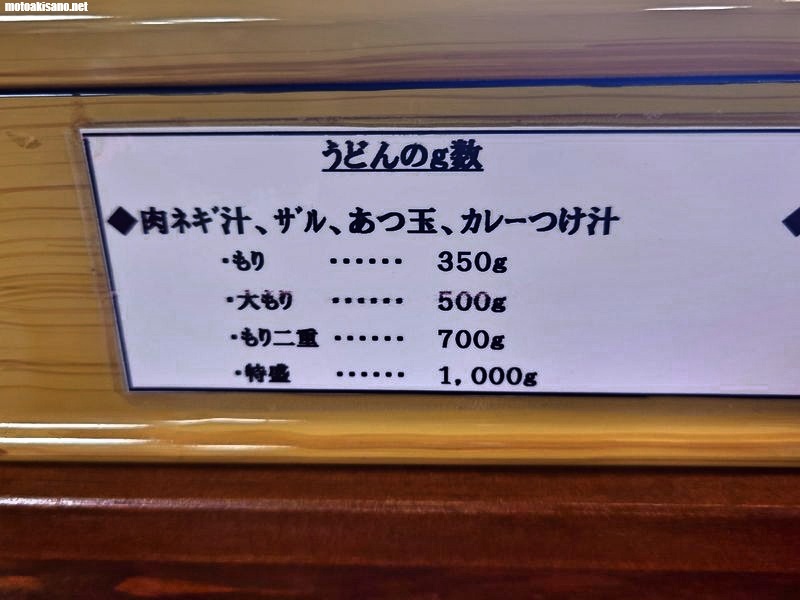 motoakisano.net
うどんのg数
◆肉ネギ汁、ザル、あつ玉、カレーつけ汁
・もり ‥‥‥ 350g
・大もり ‥‥‥ 500g
・もり二重 ‥‥‥ 700g
・特盛 ‥‥‥ 1,000g